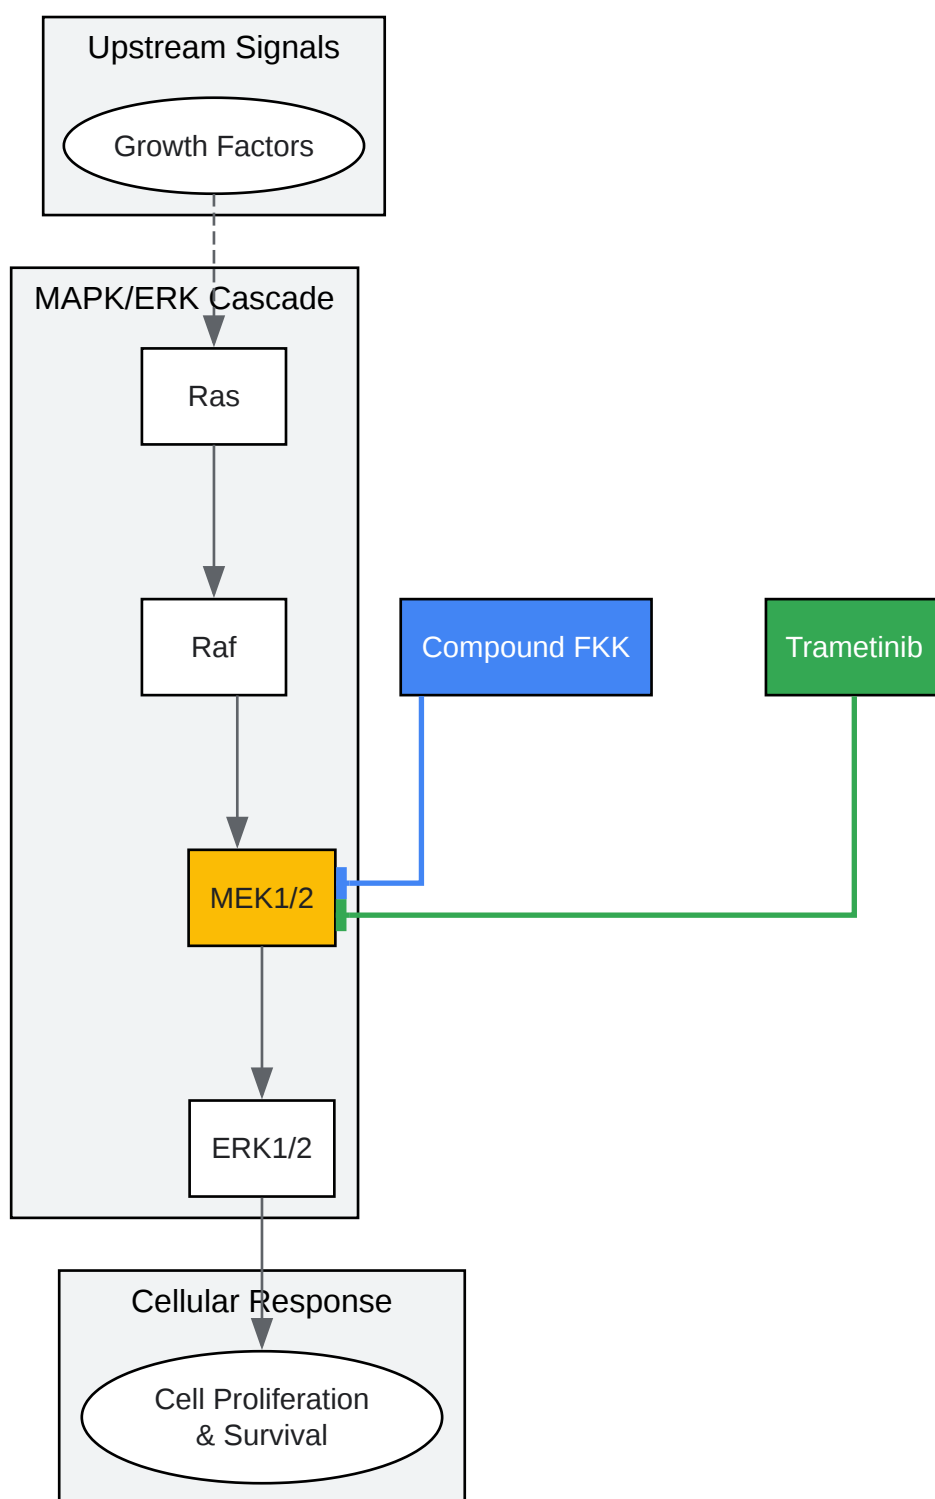 Upstream Signals
Growth Factors
MAPK/ERK Cascade
Ras
Raf
Compound FKK
Trametinib
MEK1/2
ERK1/2
Cellular Response
Cell Proliferation
& Survival